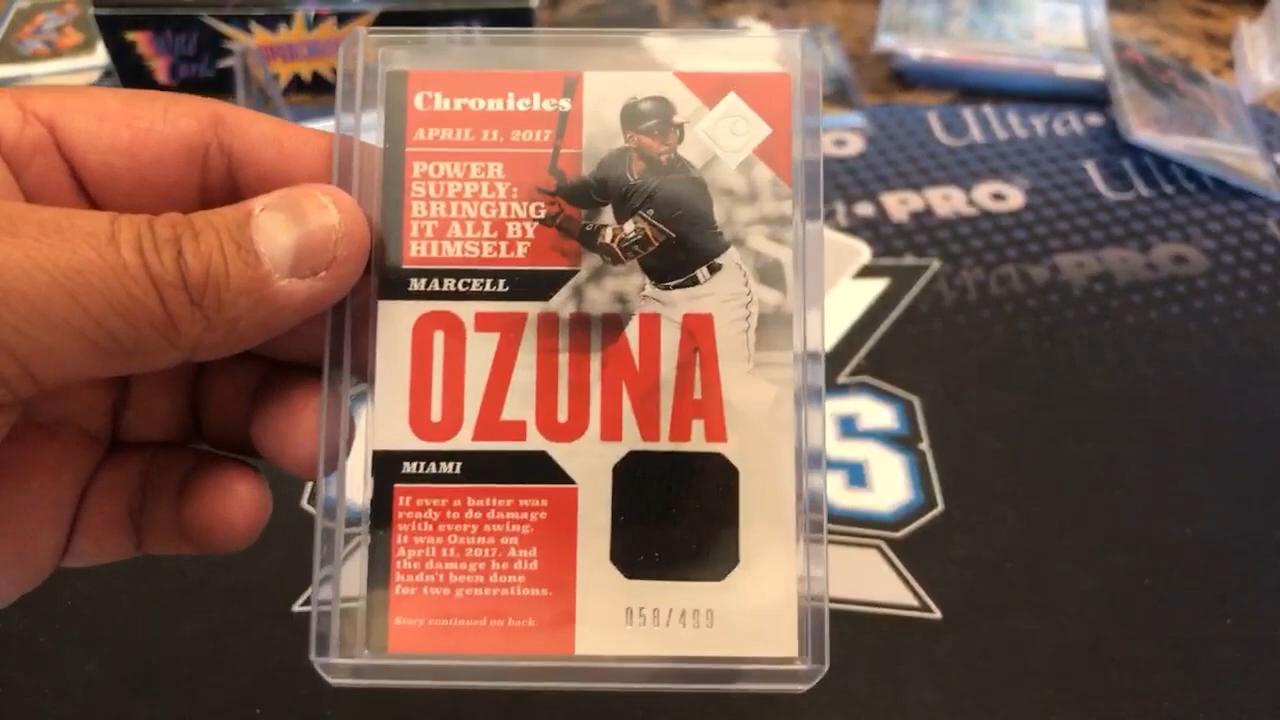 Wild
Card
Chronicles
APRIL 11, 2017
POWER
SUPPLY:
BRINGING
IT ALL BY
HIMSELF
MARCELL
OZUNA
MIAMI
If ever a batter was
ready to do damage
with every swing,
it was Ozuna on
April 11, 2017. And
the damage he did
hadn't been done
for two generations.
Story continued on back.
058/499
Ultra•
PRO
Ultra•PRO
S